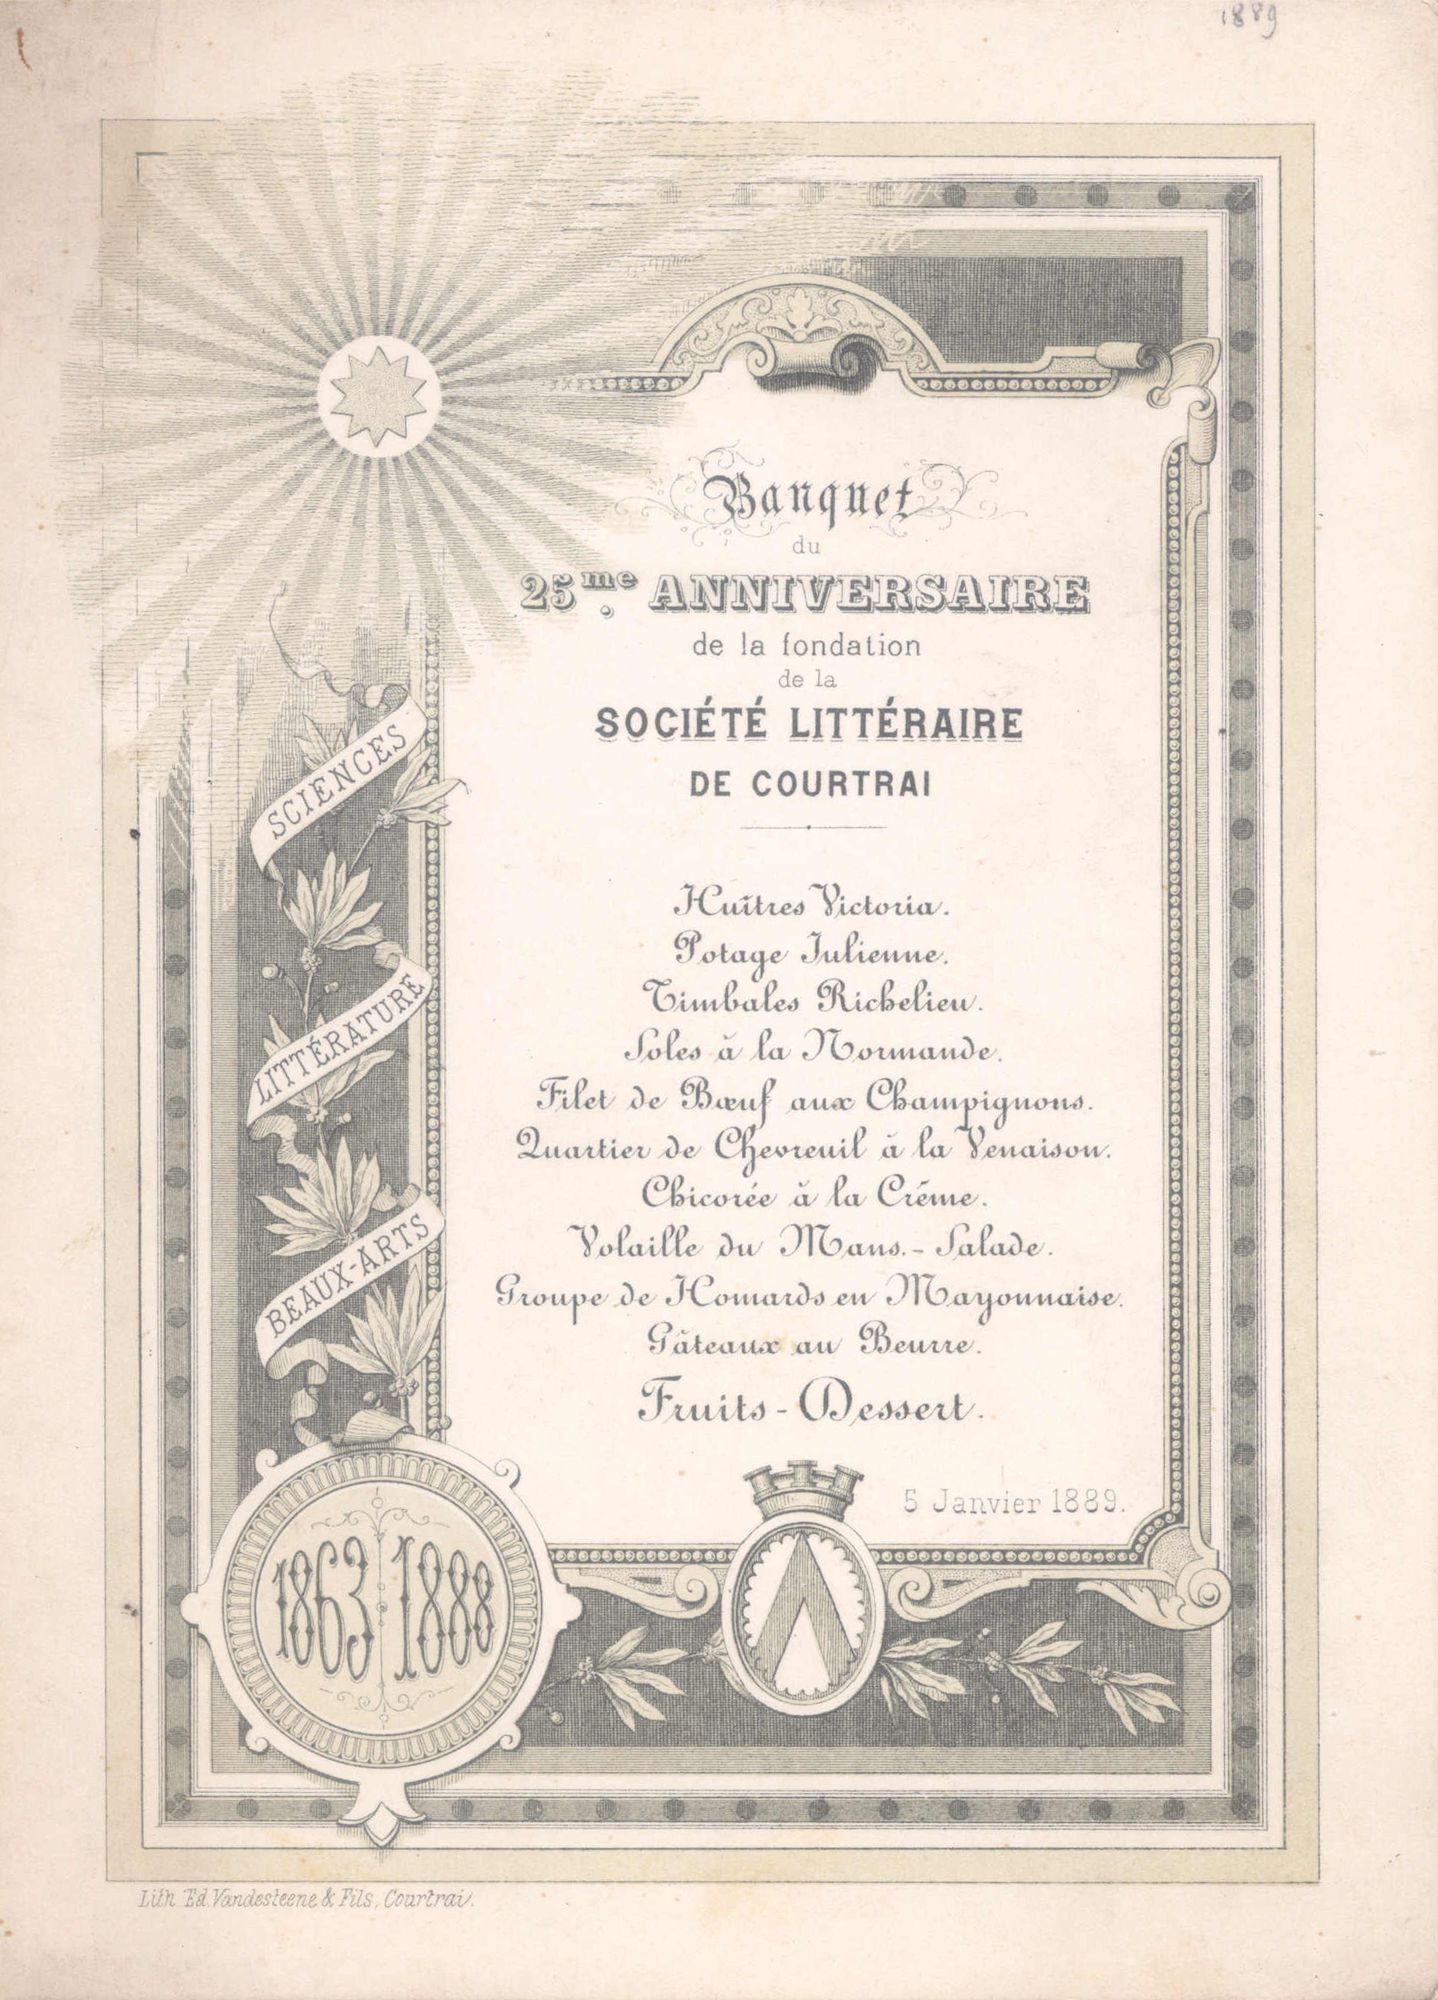 1889
Banquet
du
25me. ANNIVERSAIRE
de la fondation
de la
SOCIÉTÉ LITTÉRAIRE
DE COURTRAI
SCIENCES
LITTÉRATURE
BEAUX-ARTS
Huîtres Victoria.
Potage Julienne.
Timbales Richelieu.
Soles à la Normande.
Filet de Bœuf aux Champignons.
Quartier de Chevreuil à la Venaison.
Chicorée à la Crême.
Volaille du Mans.- Salade.
Groupe de Homards en Mayonnaise.
Gâteaux au Beurre.
Fruits - Dessert.
5 Janvier 1889.
1863 1888
Lith Ed. Vandesteene & Fils, Courtrai.